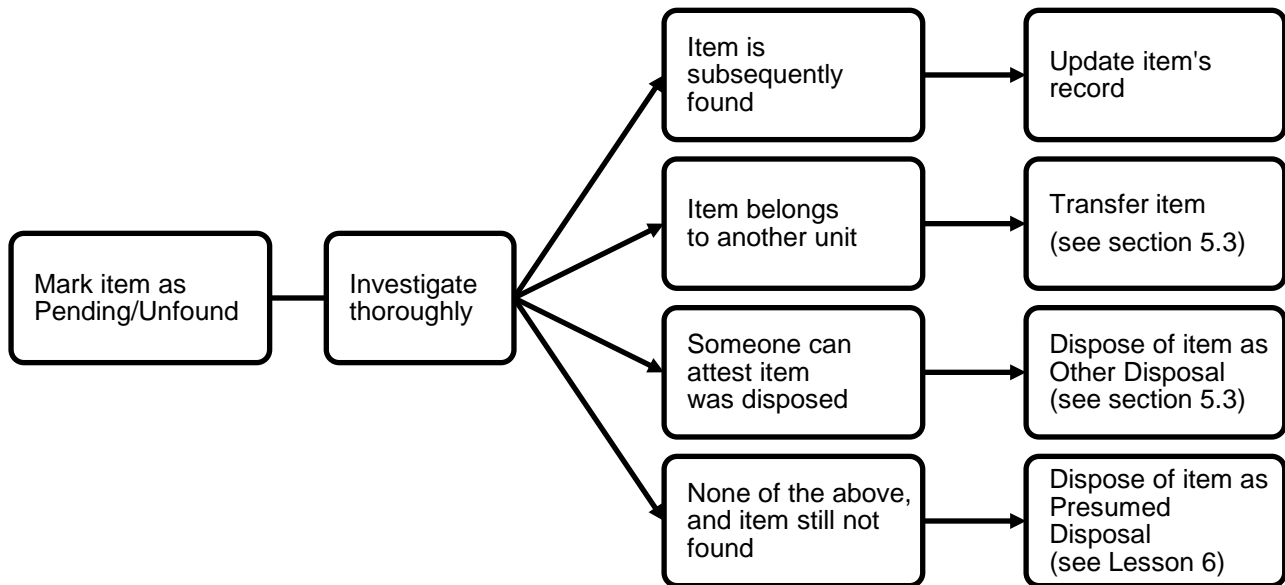 Mark item as
Pending/Unfound
Investigate
thoroughly
Item is
subsequently
found
Update item's
record
Item belongs
to another unit
Transfer item
(see section 5.3)
Someone can
attest item
was disposed
Dispose of item as
Other Disposal
(see section 5.3)
None of the above,
and item still not
found
Dispose of item as
Presumed
Disposal
(see Lesson 6)